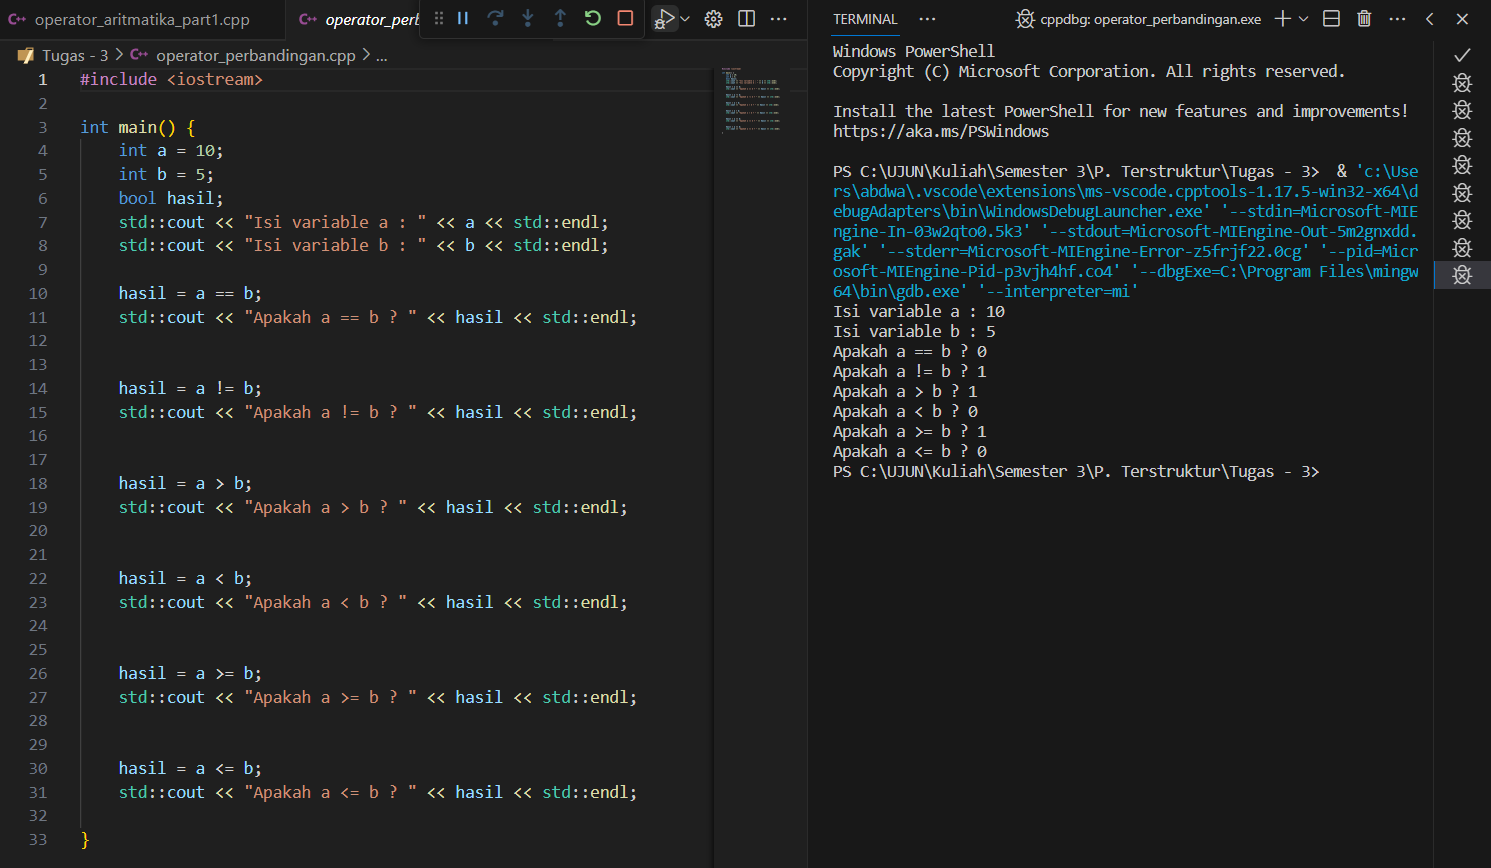 operator_aritmatika_part1.cpp
operator_perb
Tugas - 3 > operator_perbandingan.cpp > ...
1 #include <iostream>
2
3 int main() {
4     int a = 10;
5     int b = 5;
6     bool hasil;
7     std::cout << "Isi variable a : " << a << std::endl;
8     std::cout << "Isi variable b : " << b << std::endl;
9
10     hasil = a == b;
11     std::cout << "Apakah a == b ? " << hasil << std::endl;
12
13
14     hasil = a != b;
15     std::cout << "Apakah a != b ? " << hasil << std::endl;
16
17
18     hasil = a > b;
19     std::cout << "Apakah a > b ? " << hasil << std::endl;
20
21
22     hasil = a < b;
23     std::cout << "Apakah a < b ? " << hasil << std::endl;
24
25
26     hasil = a >= b;
27     std::cout << "Apakah a >= b ? " << hasil << std::endl;
28
29
30     hasil = a <= b;
31     std::cout << "Apakah a <= b ? " << hasil << std::endl;
32
33 }
TERMINAL ... cppdbg: operator_perbandingan.exe
Windows PowerShell
Copyright (C) Microsoft Corporation. All rights reserved.
Install the latest PowerShell for new features and improvements!
https://aka.ms/PSWindows
PS C:\UJUN\Kuliah\Semester 3\P. Terstruktur\Tugas - 3>  & 'c:\Use
rs\abdwa\.vscode\extensions\ms-vscode.cpptools-1.17.5-win32-x64\d
ebugAdapters\bin\WindowsDebugLauncher.exe' '--stdin=Microsoft-MIE
ngine-In-03w2qto0.5k3' '--stdout=Microsoft-MIEngine-Out-5m2gnxdd.
gak' '--stderr=Microsoft-MIEngine-Error-z5frjf22.0cg' '--pid=Micr
osoft-MIEngine-Pid-p3vjh4hf.co4' '--dbgExe=C:\Program Files\mingw
64\bin\gdb.exe' '--interpreter=mi'
Isi variable a : 10
Isi variable b : 5
Apakah a == b ? 0
Apakah a != b ? 1
Apakah a > b ? 1
Apakah a < b ? 0
Apakah a >= b ? 1
Apakah a <= b ? 0
PS C:\UJUN\Kuliah\Semester 3\P. Terstruktur\Tugas - 3>